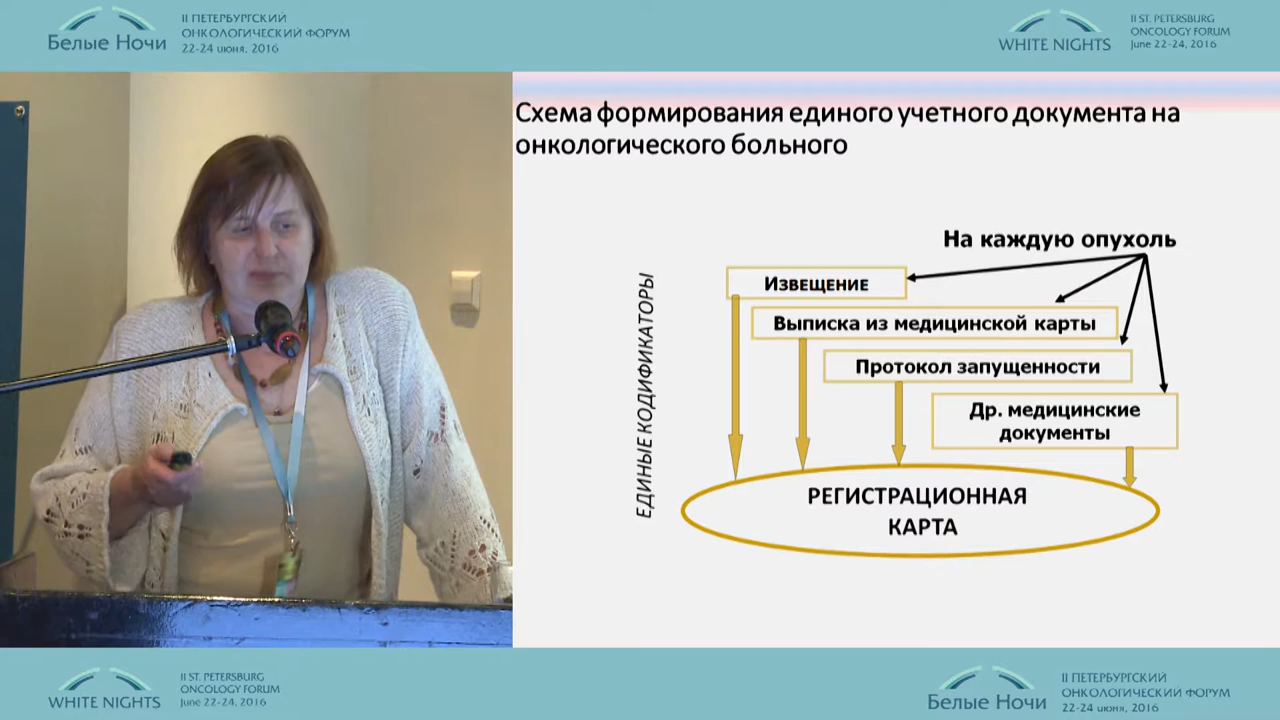 II ПЕТЕРБУРГСКИЙ
ОНКОЛОГИЧЕСКИЙ ФОРУМ
Белые Ночи
22-24 июня, 2016
II ST. PETERSBURG
ONCOLOGY FORUM
WHITE NIGHTS
June 22-24, 2016
Схема формирования единого учетного документа на
онкологического больного
На каждую опухоль
ИЗВЕЩЕНИЕ
Выписка из медицинской карты
Протокол запущенности
Др. медицинские
документы
ЕДИНЫЕ КОДИФИКАТОРЫ
РЕГИСТРАЦИОННАЯ
КАРТА
II ST. PETERSBURG
ONCOLOGY FORUM
WHITE NIGHTS
June 22-24, 2016
II ПЕТЕРБУРГСКИЙ
ОНКОЛОГИЧЕСКИЙ ФОРУМ
Белые Ночи
22-24 июня, 2016